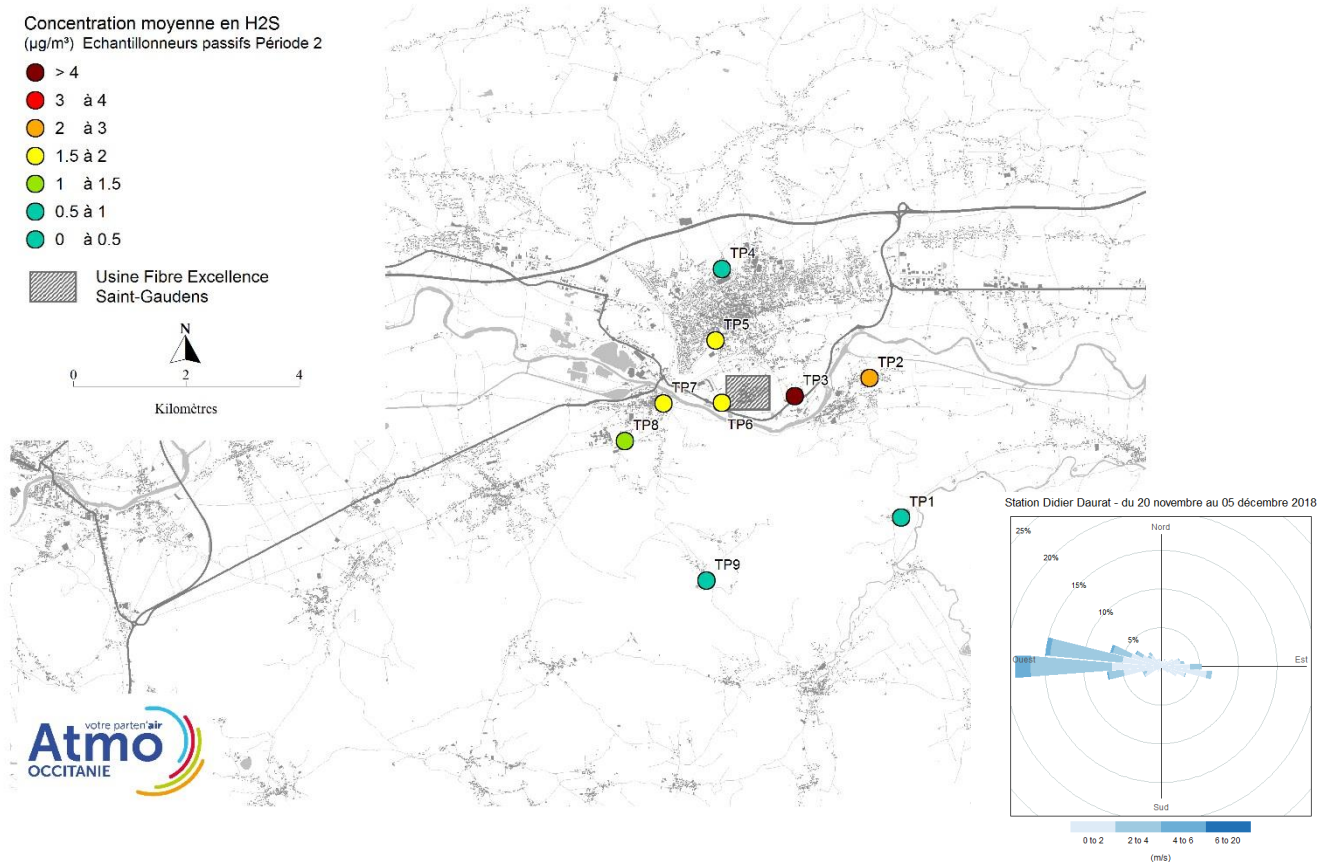 Concentration moyenne en H2S
(µg/m³) Echantillonneurs passifs Période 2
> 4
3 à 4
2 à 3
1.5 à 2
1 à 1.5
0.5 à 1
0 à 0.5
Usine Fibre Excellence
Saint-Gaudens
N
0 2 4
Kilomètres
TP4
TP5
TP2
TP3
TP7
TP6
TP8
TP1
TP9
Station Didier Daurat - du 20 novembre au 05 décembre 2018
Nord
25%
20%
15%
10%
5%
Ouest
Est
Sud
0 to 2 2 to 4 4 to 6 6 to 20
(m/s)
votre parten'air
Atmo
OCCITANIE